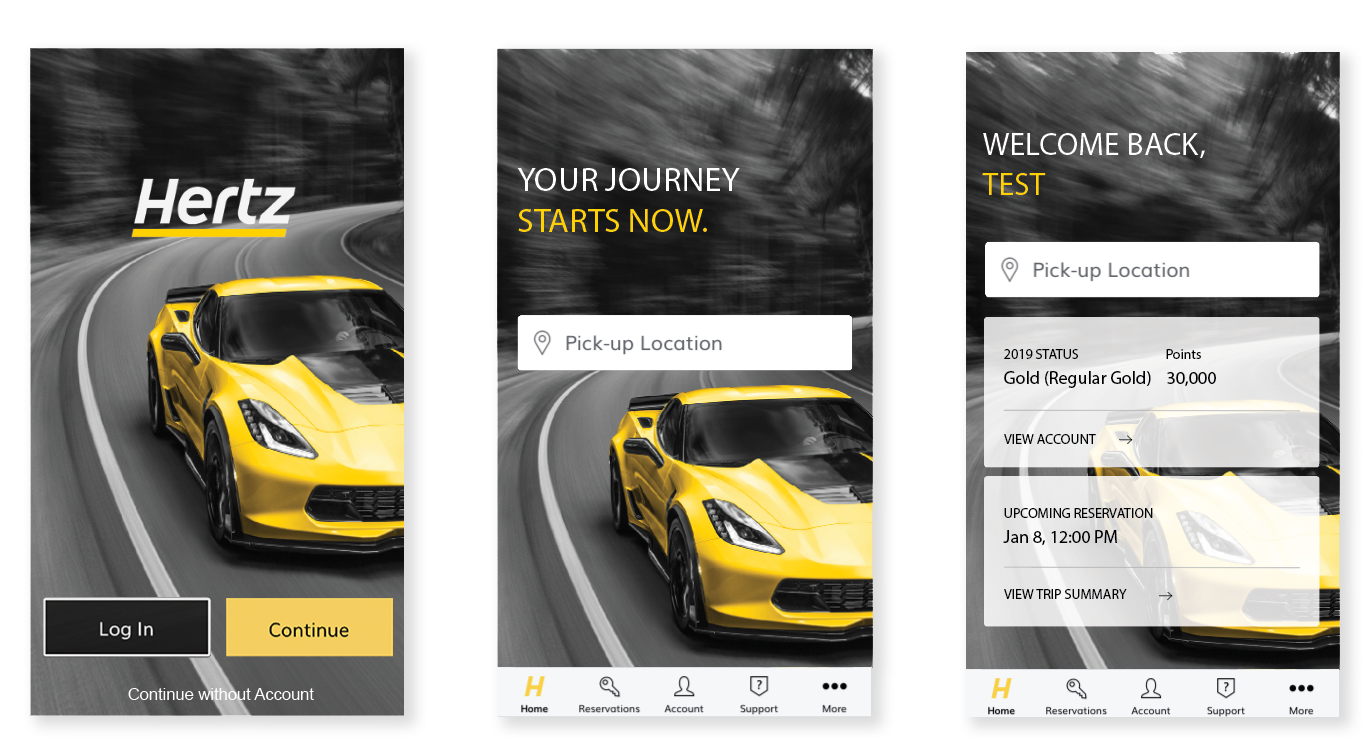 Hertz
Log In
Continue
Continue without Account
YOUR JOURNEY
STARTS NOW.
Pick-up Location
H
Home
Reservations
Account
?
Support
More
WELCOME BACK,
TEST
Pick-up Location
2019 STATUS
Points
Gold (Regular Gold)
30,000
VIEW ACCOUNT
UPCOMING RESERVATION
Jan 8, 12:00 PM
VIEW TRIP SUMMARY
H
Home
Reservations
Account
?
Support
More